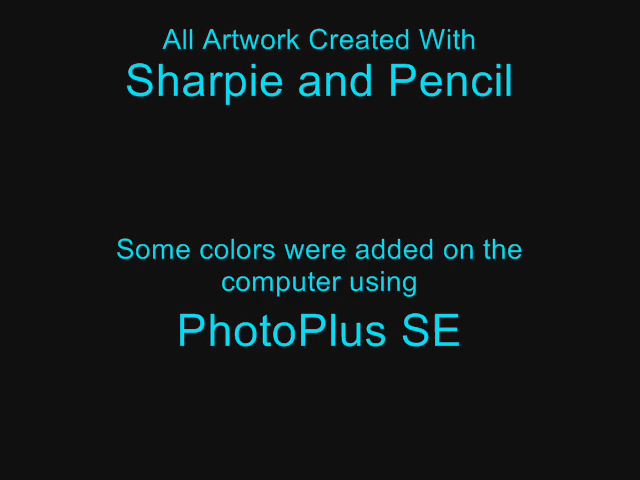 All Artwork Created With
Sharpie and Pencil
Some colors were added on the
computer using
PhotoPlus SE